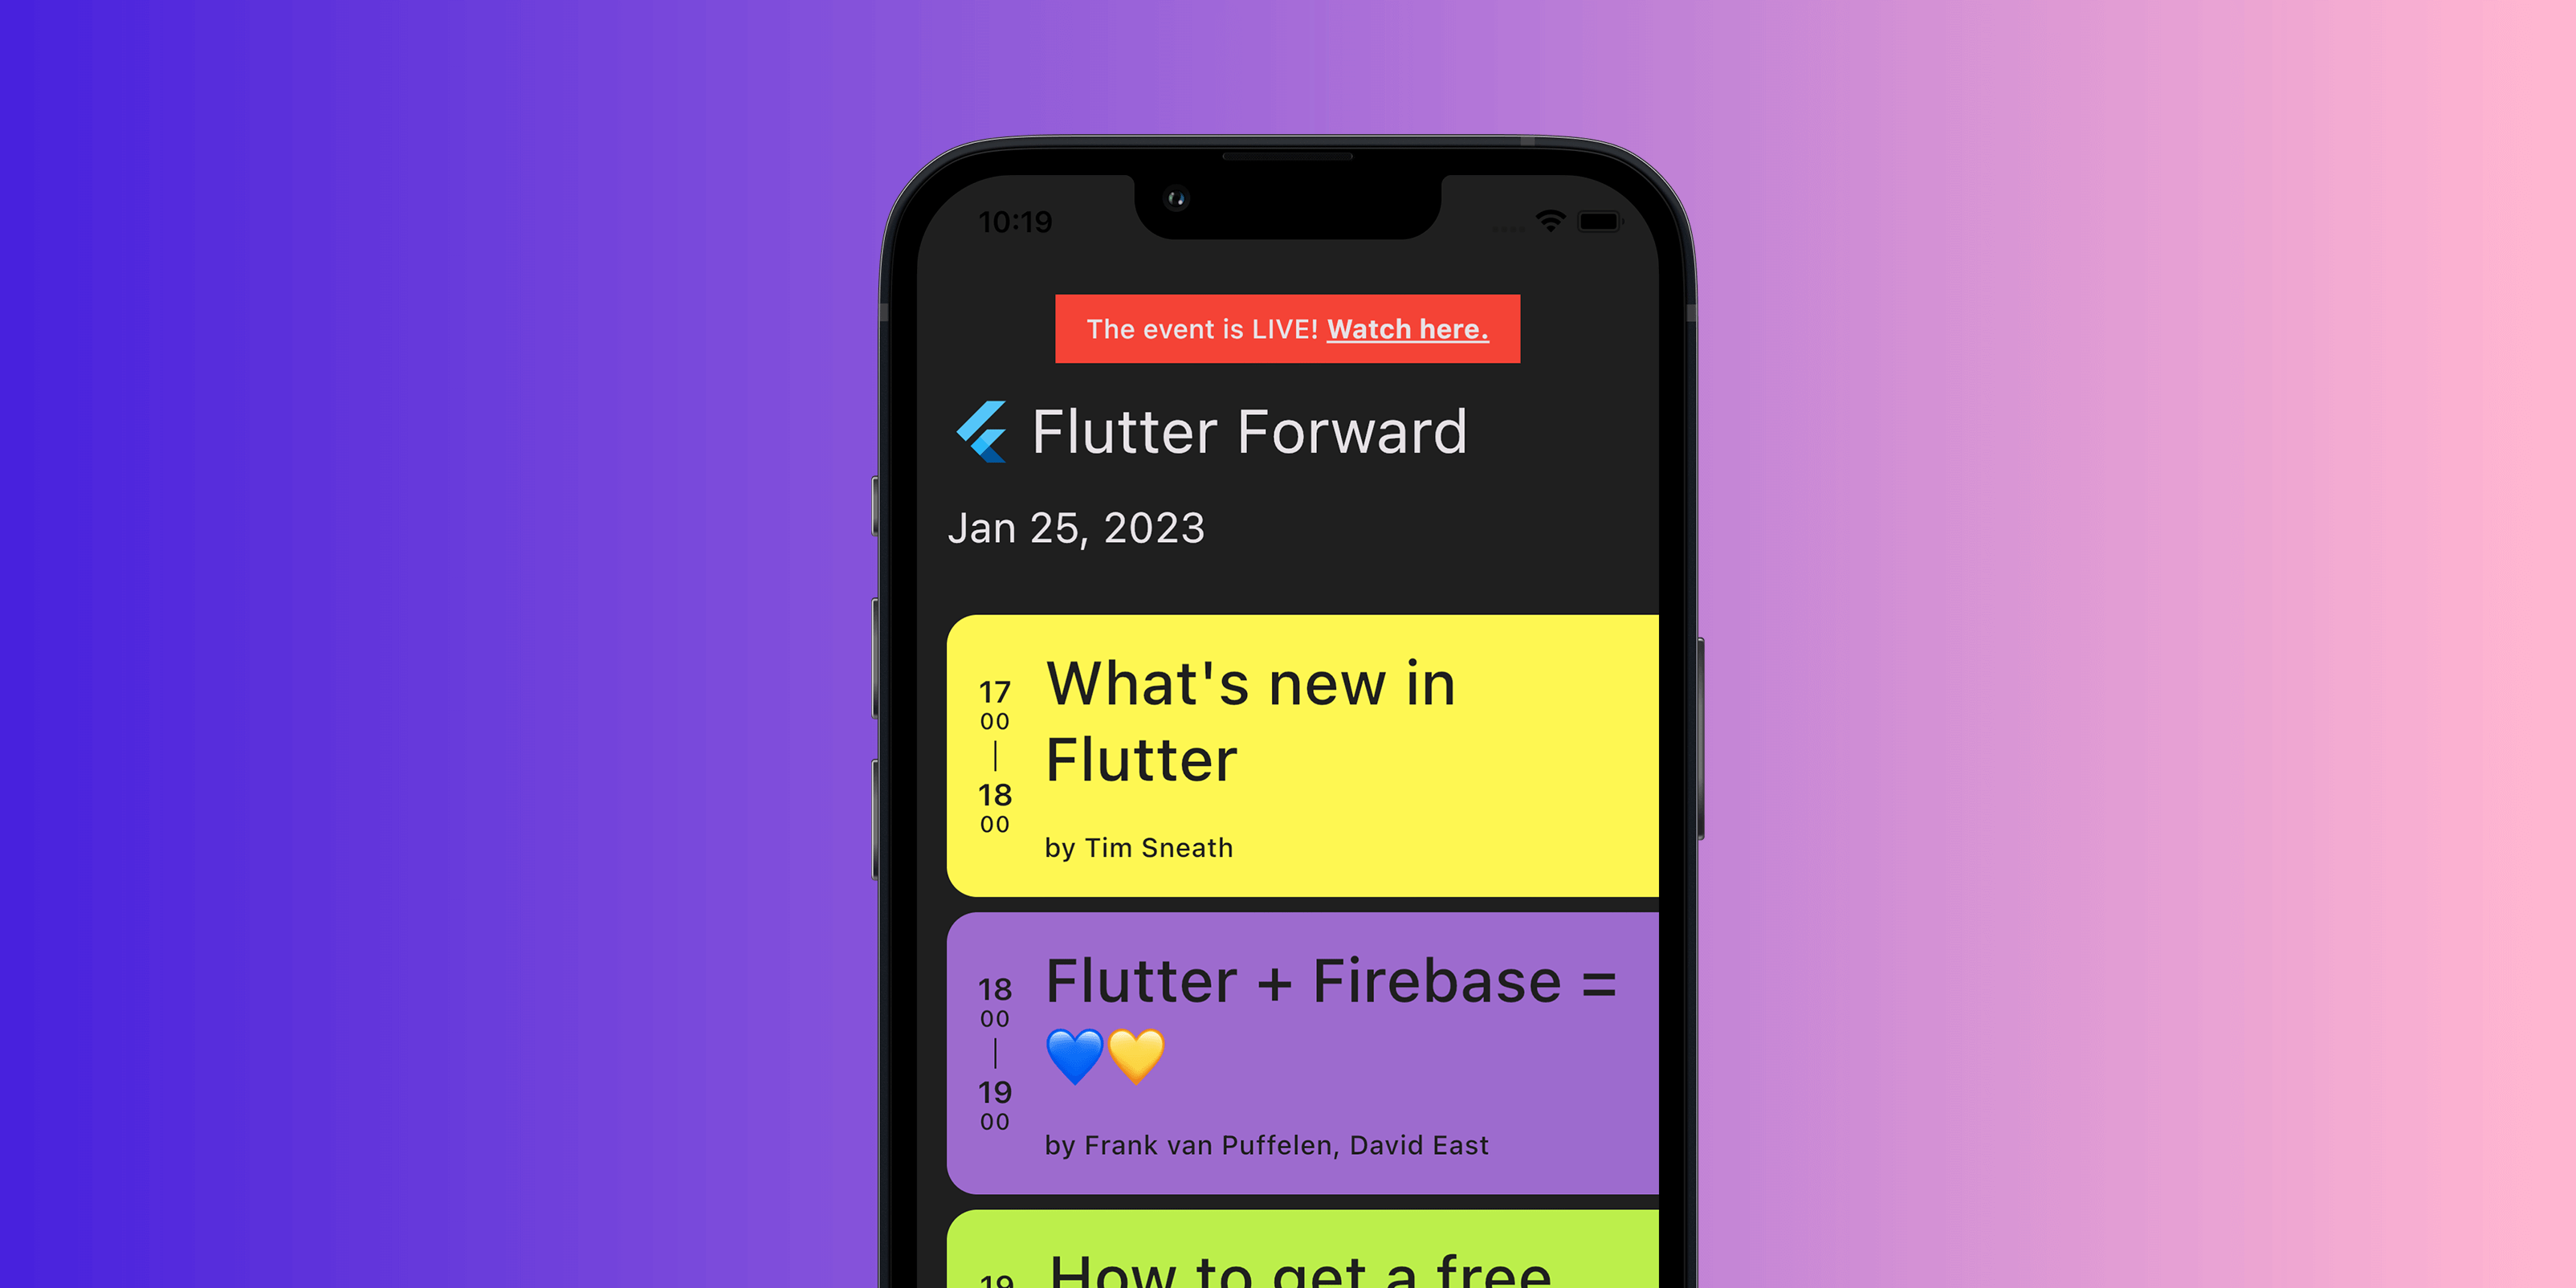 10:19
The event is LIVE! Watch here.
Flutter Forward
Jan 25, 2023
17
00
18
00
What's new in
Flutter
by Tim Sneath
18
00
19
00
Flutter + Firebase =
💙💛
by Frank van Puffelen, David East
19
How to get a free